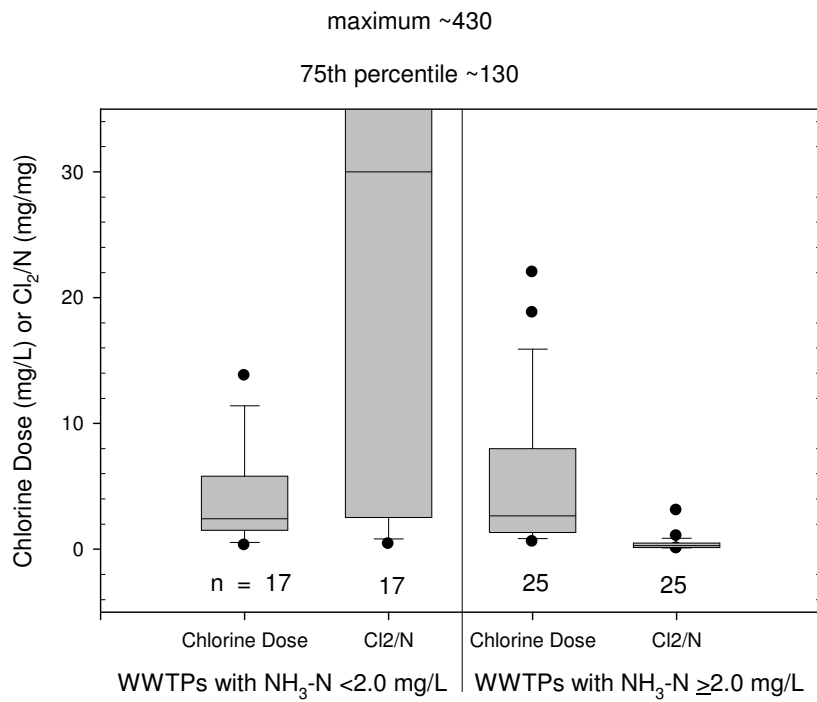 maximum ~430
75th percentile ~130
Chlorine Dose (mg/L) or Cl₂/N (mg/mg)
30
20
10
0
n = 17 17 25 25
Chlorine Dose Cl2/N Chlorine Dose Cl2/N
WWTPs with NH₃-N <2.0 mg/L WWTPs with NH₃-N ≥2.0 mg/L